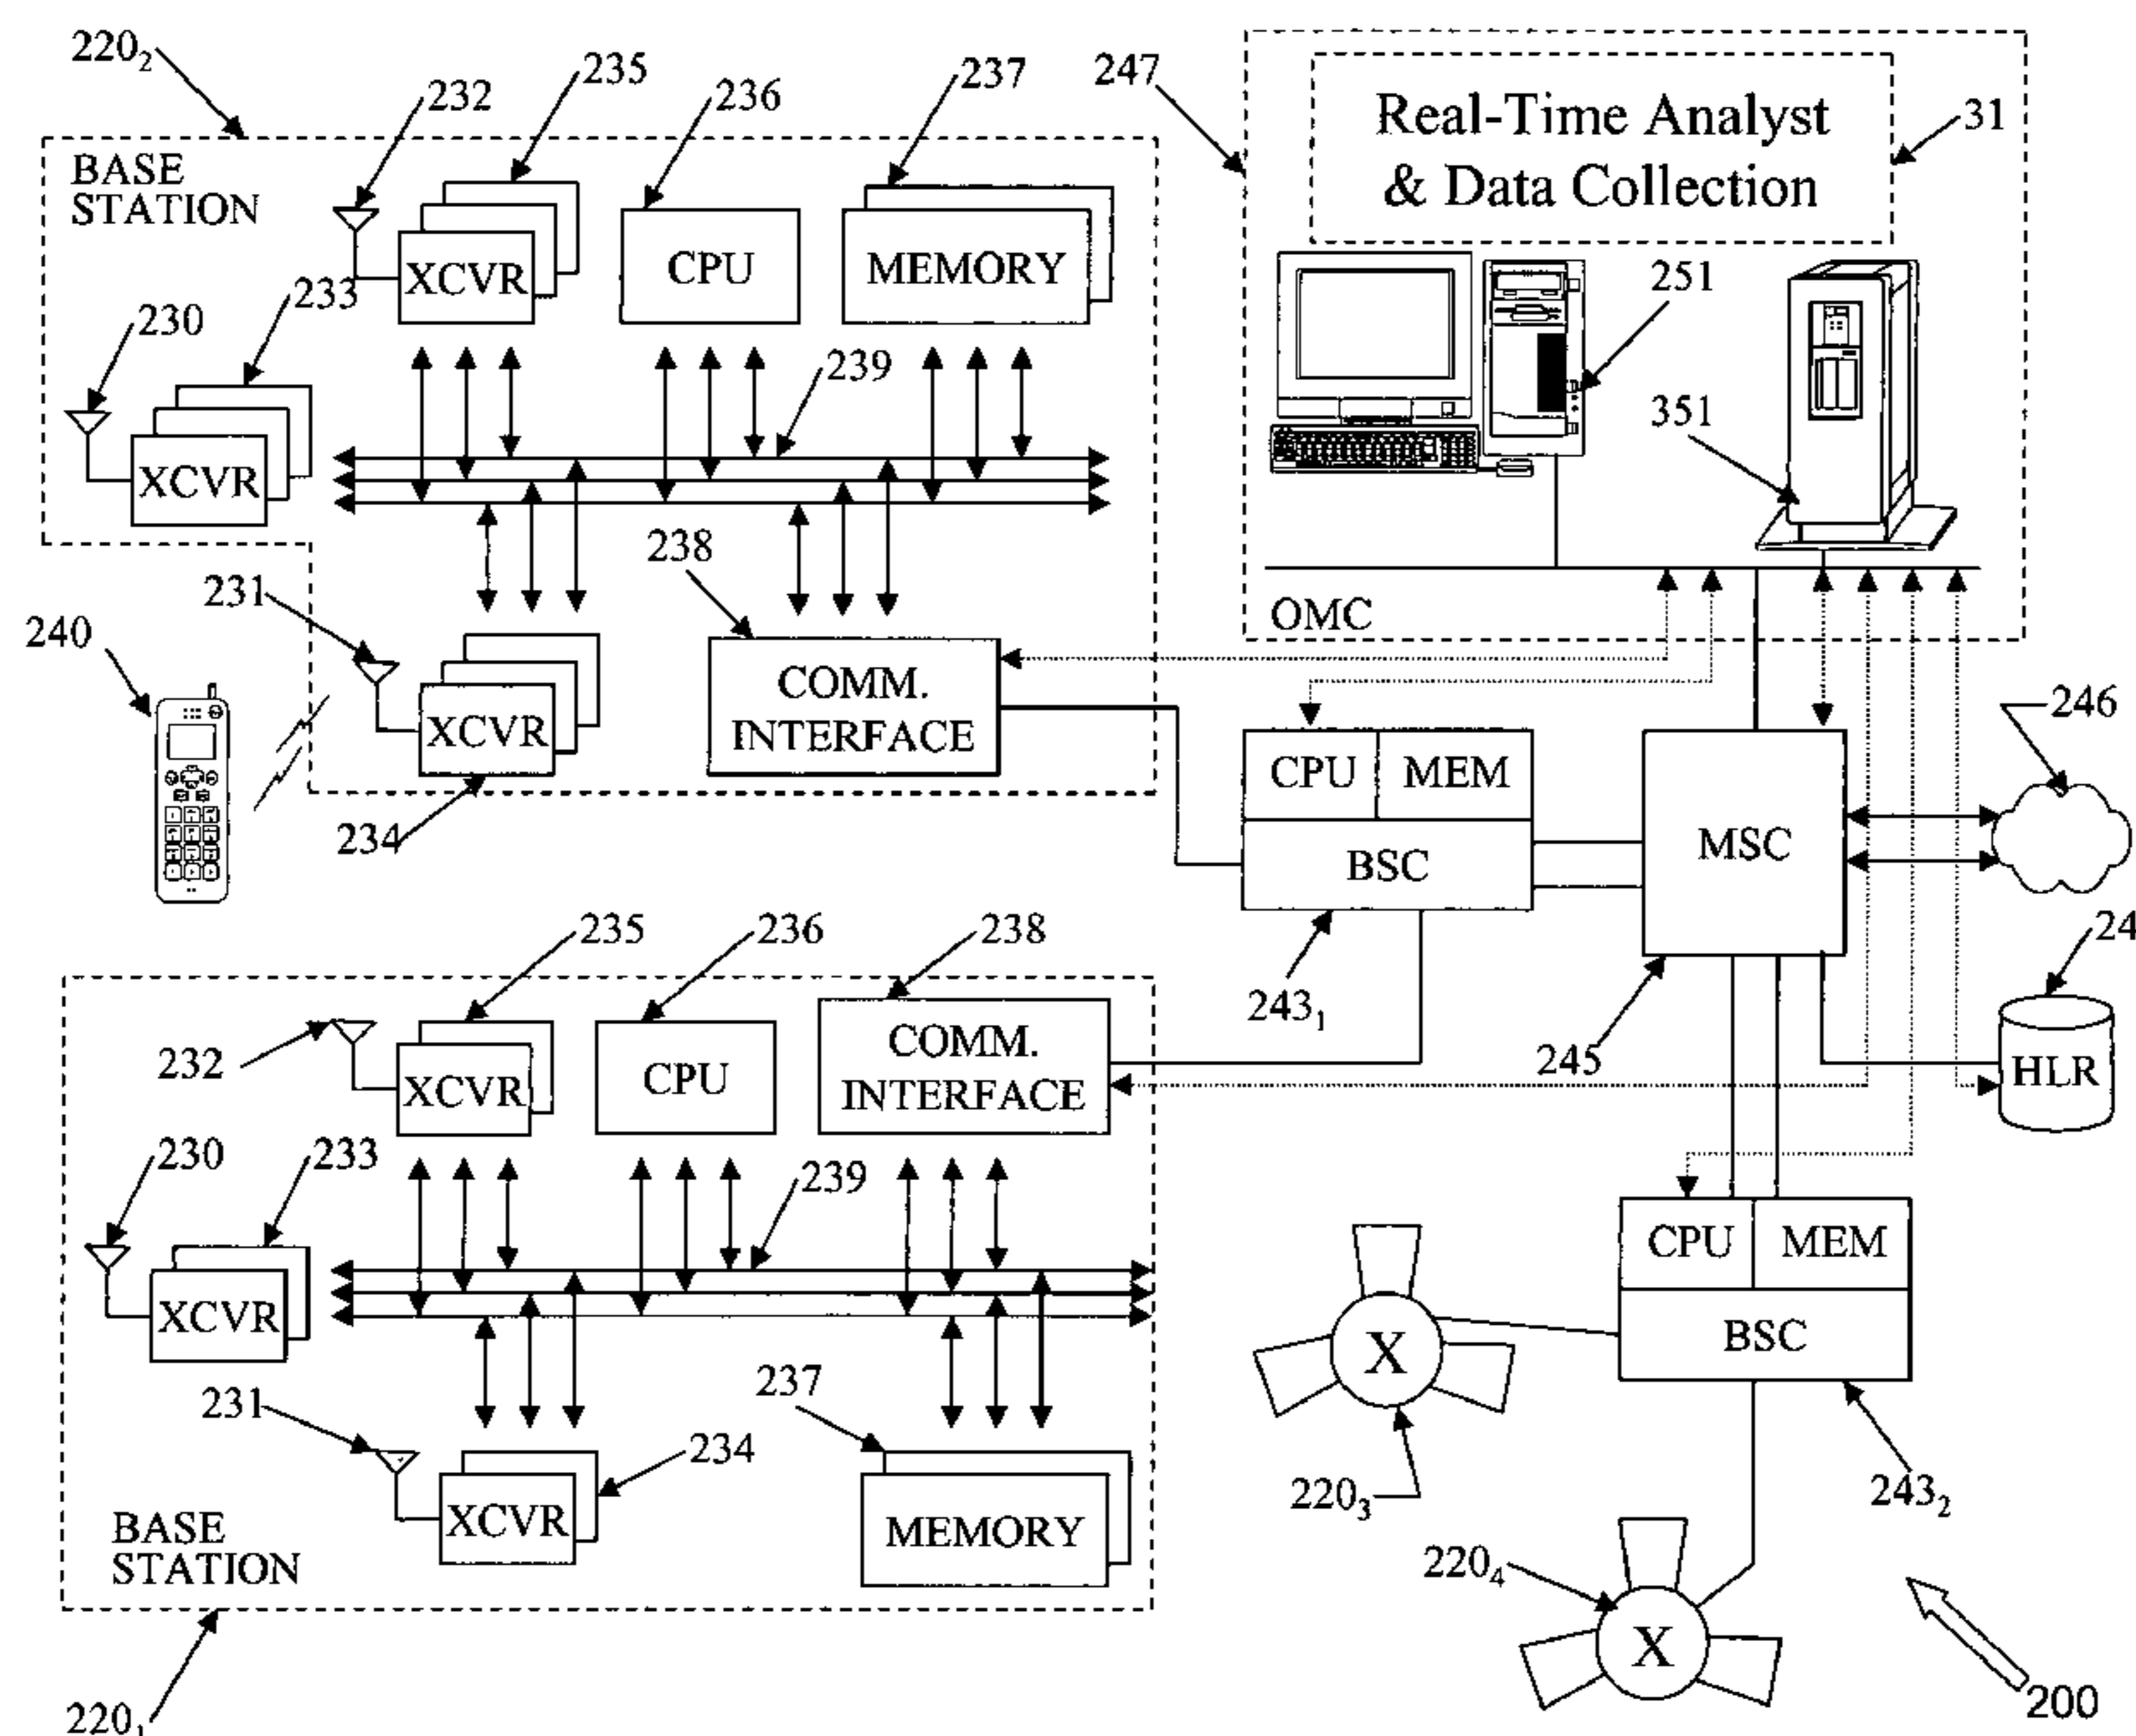 220₂
232
235
236
237
247
Real-Time Analyst
& Data Collection
31
BASE
STATION
XCVR
CPU
MEMORY
230
233
XCVR
239
251
351
238
231
OMC
240
XCVR
COMM.
INTERFACE
234
CPU
MEM
BSC
MSC
246
243₁
245
24
HLR
235
236
238
232
XCVR
CPU
COMM.
INTERFACE
230
233
239
XCVR
231
234
237
XCVR
MEMORY
BASE
STATION
220₁
CPU
MEM
BSC
X
220₃
243₂
220₄
X
200